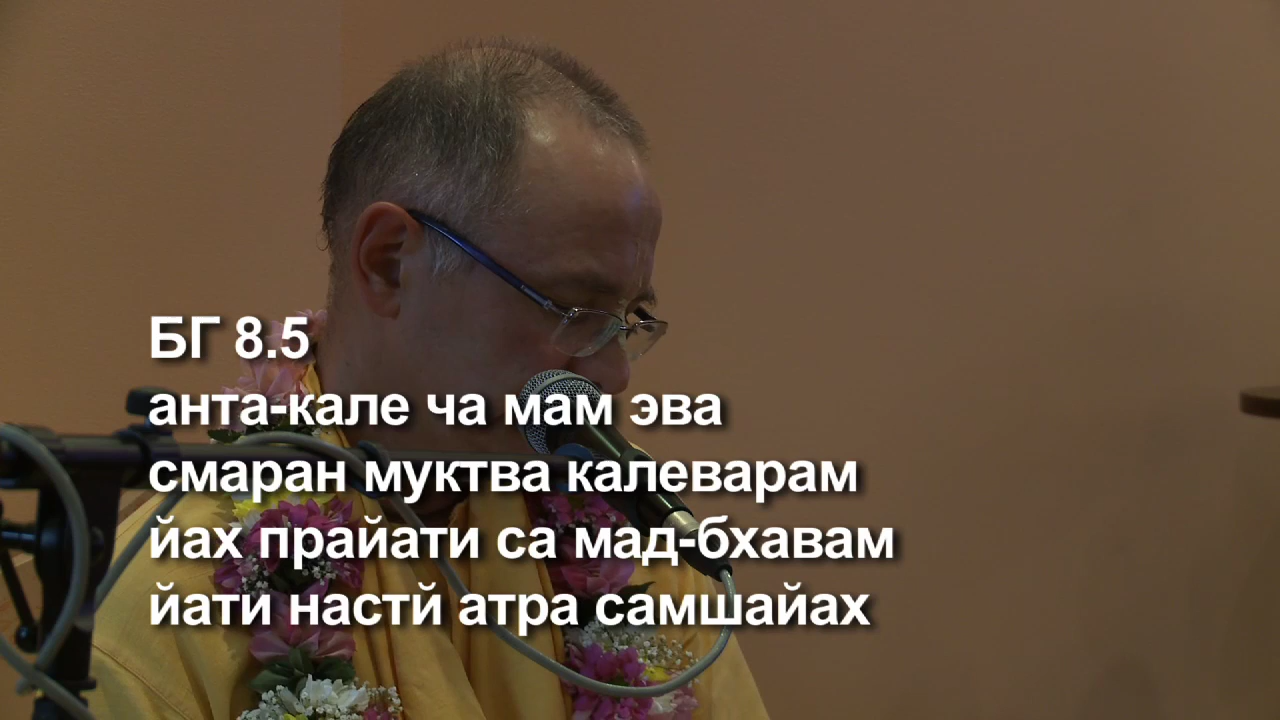 БГ 8.5
анта-кале ча мам эва
смаран муктва калеварам
йах прайати са мад-бхавам
йати настй атра самшайах